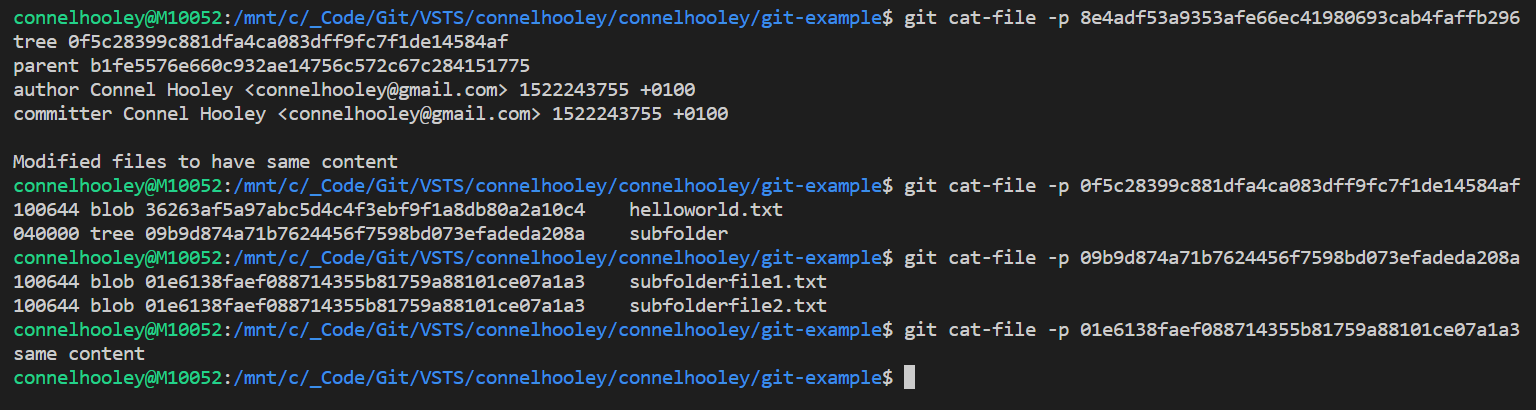 connelhooley@M10052:/mnt/c/_Code/Git/VSTS/connelhooley/connelhooley/git-example$ git cat-file -p 8e4adf53a9353afe66ec41980693cab4faffb296
tree 0f5c28399c881dfa4ca083dff9fc7f1de14584af
parent b1fe5576e660c932ae14756c572c67c284151775
author Connel Hooley <connelhooley@gmail.com> 1522243755 +0100
committer Connel Hooley <connelhooley@gmail.com> 1522243755 +0100
Modified files to have same content
connelhooley@M10052:/mnt/c/_Code/Git/VSTS/connelhooley/connelhooley/git-example$ git cat-file -p 0f5c28399c881dfa4ca083dff9fc7f1de14584af
100644 blob 36263af5a97abc5d4c4f3ebf9f1a8db80a2a10c4    helloworld.txt
040000 tree 09b9d874a71b7624456f7598bd073efadeda208a    subfolder
connelhooley@M10052:/mnt/c/_Code/Git/VSTS/connelhooley/connelhooley/git-example$ git cat-file -p 09b9d874a71b7624456f7598bd073efadeda208a
100644 blob 01e6138faef088714355b81759a88101ce07a1a3    subfolderfile1.txt
100644 blob 01e6138faef088714355b81759a88101ce07a1a3    subfolderfile2.txt
connelhooley@M10052:/mnt/c/_Code/Git/VSTS/connelhooley/connelhooley/git-example$ git cat-file -p 01e6138faef088714355b81759a88101ce07a1a3
same content
connelhooley@M10052:/mnt/c/_Code/Git/VSTS/connelhooley/connelhooley/git-example$